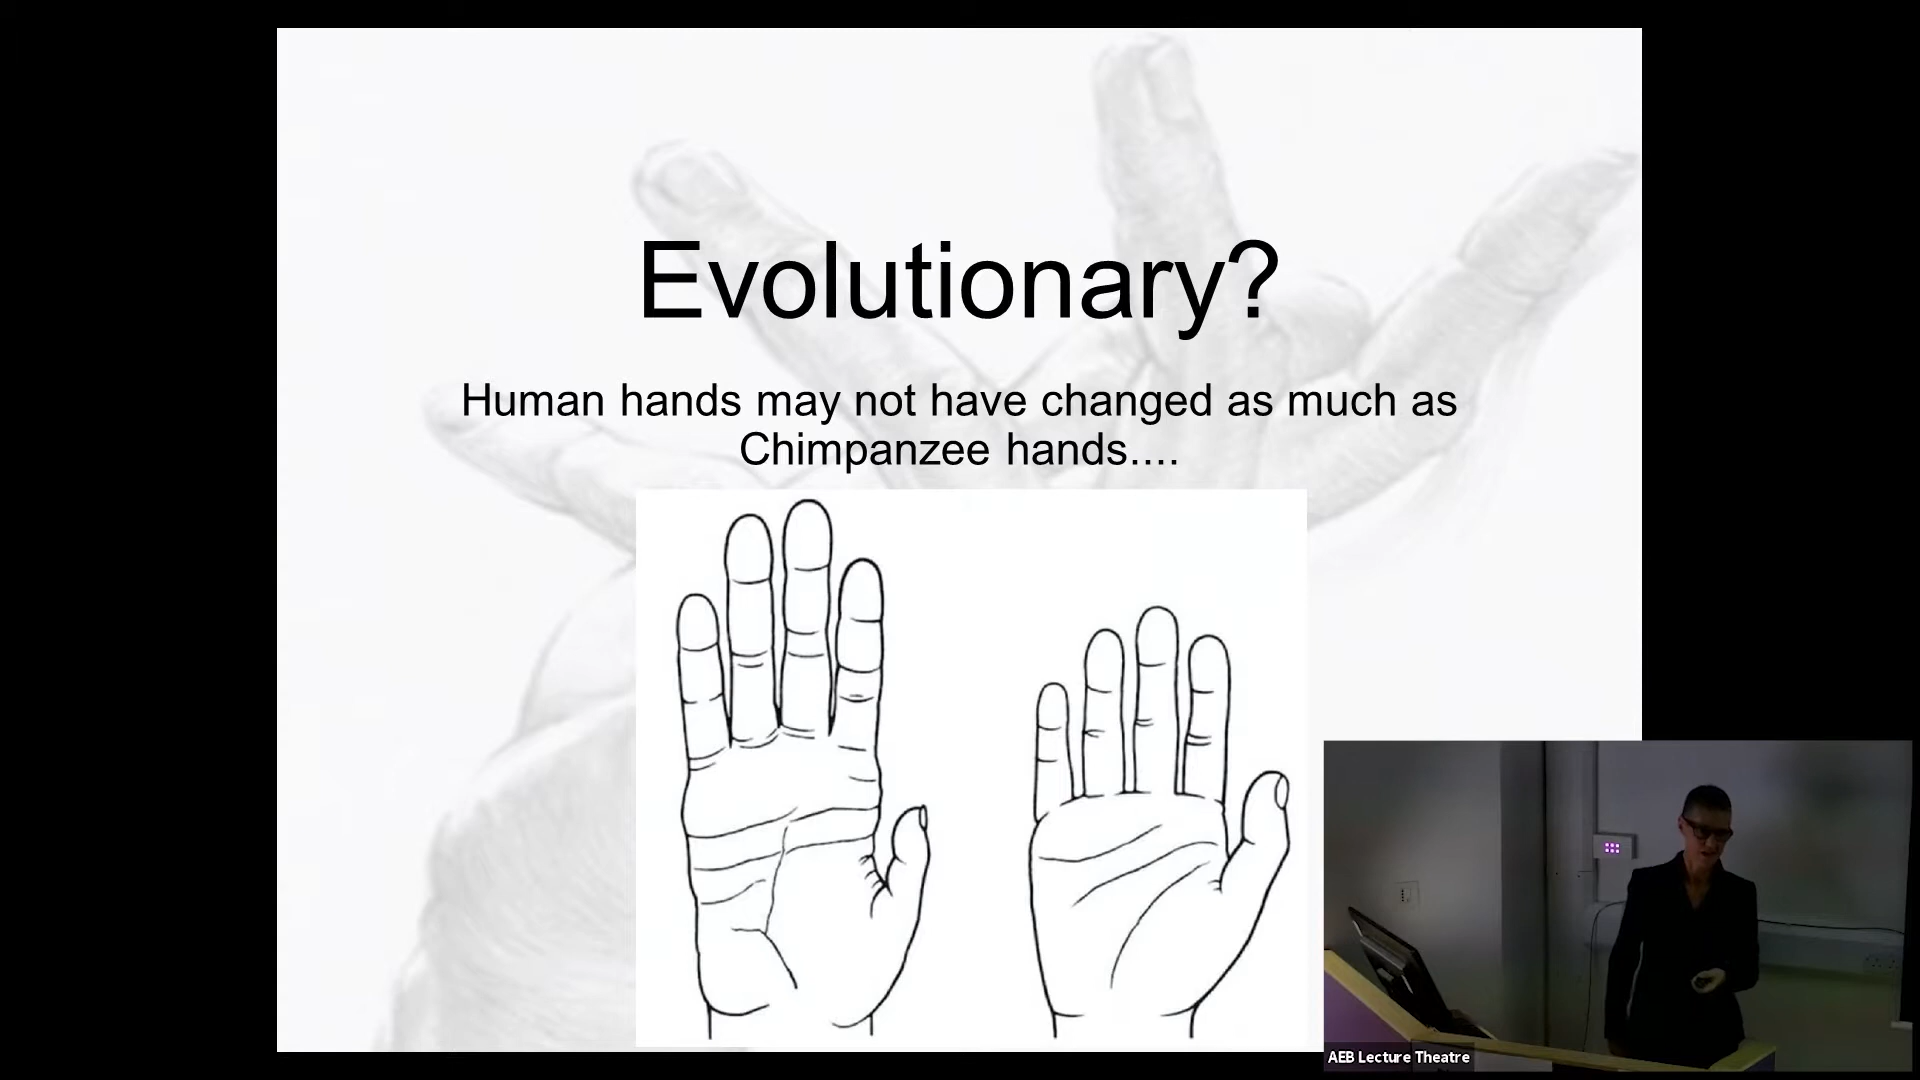 Evolutionary?
Human hands may not have changed as much as
Chimpanzee hands....
AEB Lecture Theatre